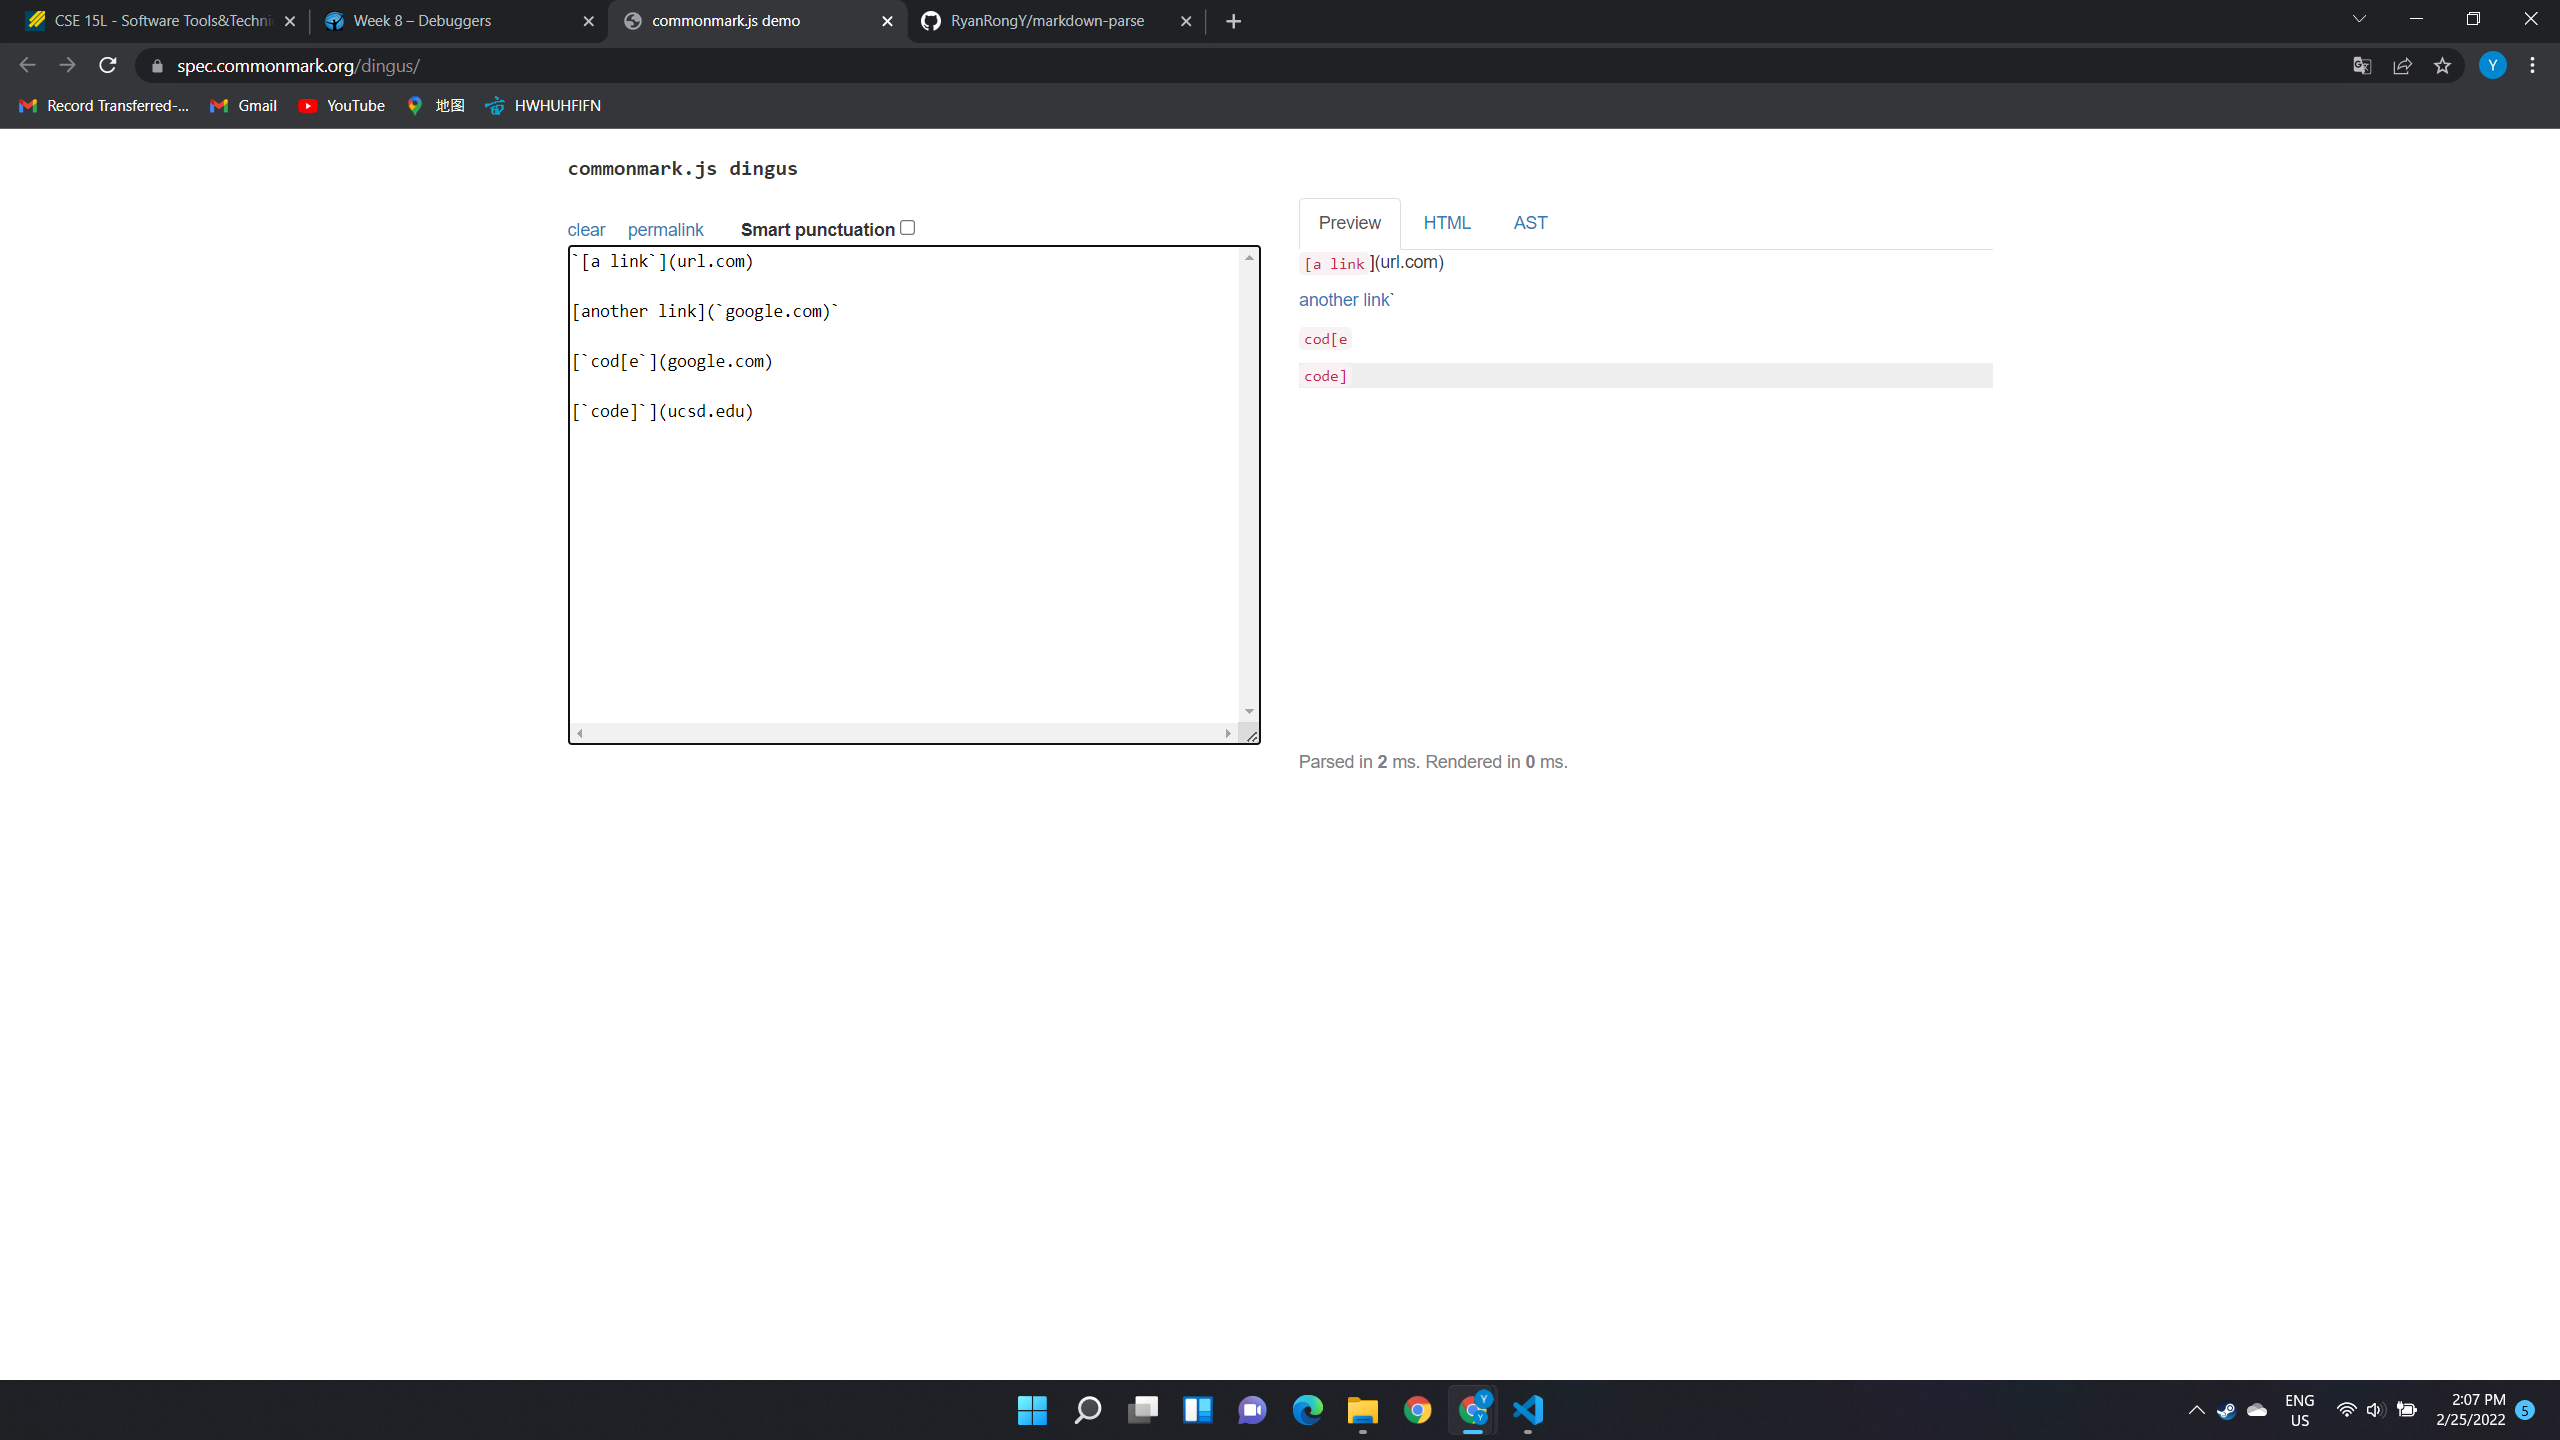 CSE 15L - Software Tools&Techni
Week 8 – Debuggers
commonmark.js demo
RyanRongY/markdown-parse
spec.commonmark.org/dingus/
Y
Record Transferred-...
Gmail
YouTube
地图
HWHUHFIFN
commonmark.js dingus
clear permalink Smart punctuation
Preview HTML AST
`[a link`](url.com)
[another link](`google.com)`
[`cod[e`](google.com)
[`code]`](ucsd.edu)
[a link](url.com)
another link`
cod[e
code]
Parsed in 2 ms. Rendered in 0 ms.
Y
Y
ENG
US
2:07 PM
2/25/2022
5